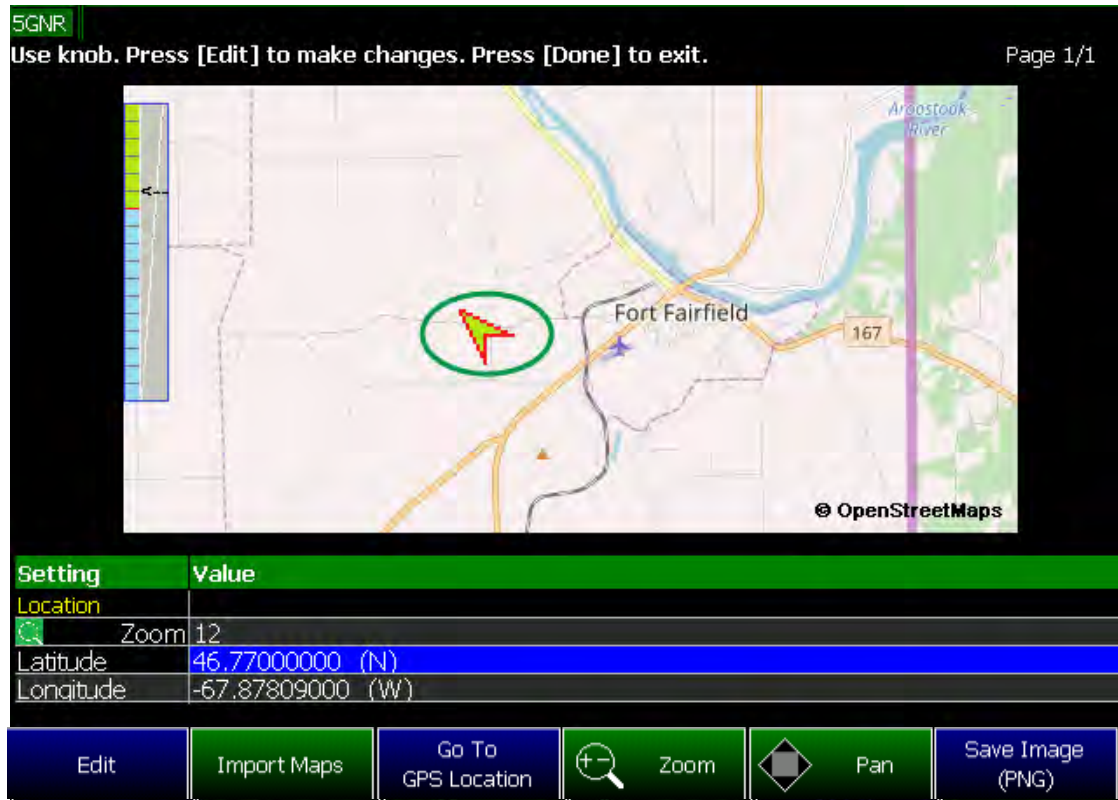 5GNR
Use knob. Press [Edit] to make changes. Press [Done] to exit.
Page 1/1
Aroostook
River
Fort Fairfield
167
© OpenStreetMaps
Setting Value
Location
Zoom 12
Latitude 46.77000000 (N)
Longitude -67.87809000 (W)
Edit
Import Maps
Go To
GPS Location
Zoom
Pan
Save Image
(PNG)